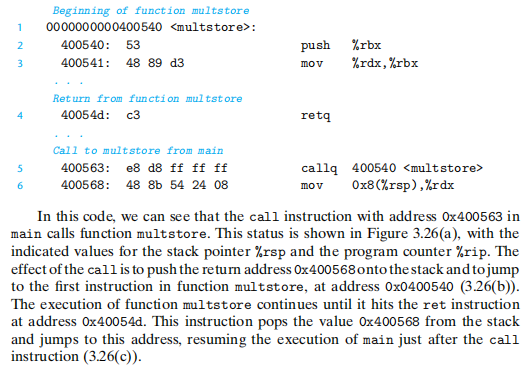 Beginning of function multstore
1 0000000000400540 <multstore>:
2 400540: 53 push %rbx
3 400541: 48 89 d3 mov %rdx,%rbx
. . .
Return from function multstore
4 40054d: c3 retq
. . .
Call to multstore from main
5 400563: e8 d8 ff ff ff callq 400540 <multstore>
6 400568: 48 8b 54 24 08 mov 0x8(%rsp),%rdx
In this code, we can see that the call instruction with address 0x400563 in
main calls function multstore. This status is shown in Figure 3.26(a), with the
indicated values for the stack pointer %rsp and the program counter %rip. The
effect of the call is to push the return address 0x400568 onto the stack and to jump
to the first instruction in function multstore, at address 0x0400540 (3.26(b)).
The execution of function multstore continues until it hits the ret instruction
at address 0x40054d. This instruction pops the value 0x400568 from the stack
and jumps to this address, resuming the execution of main just after the call
instruction (3.26(c)).